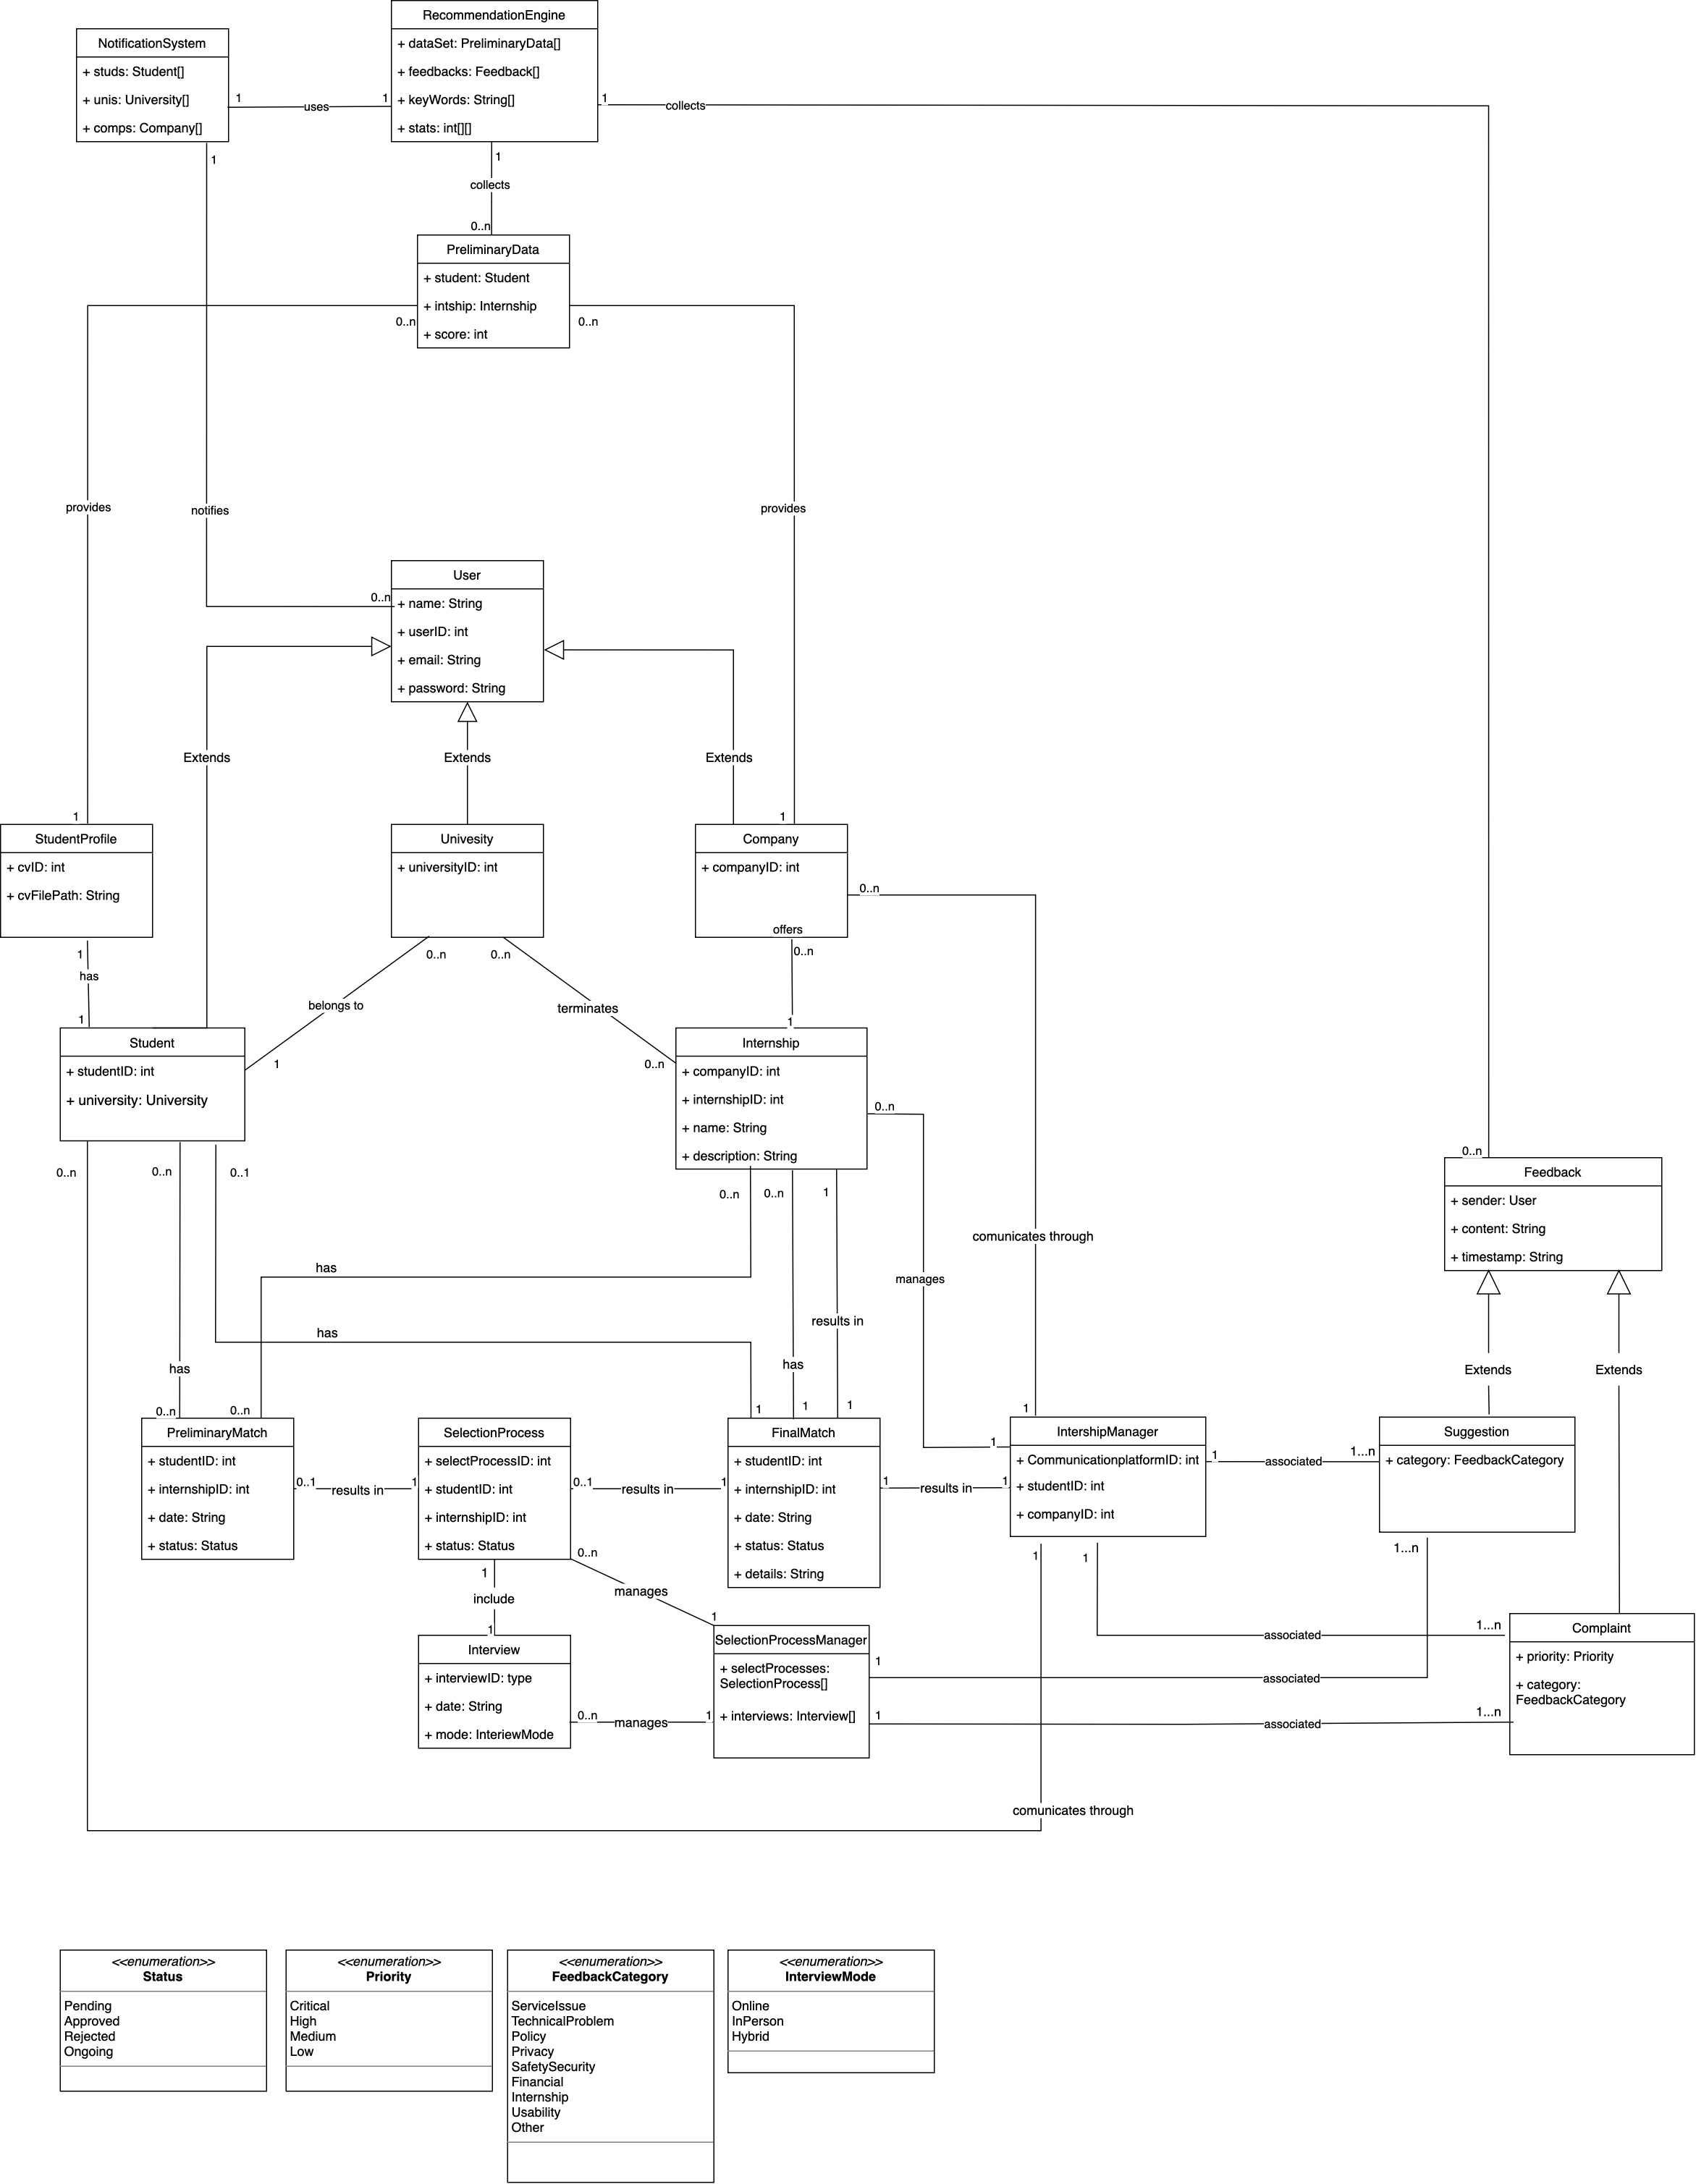 RecommendationEngine
+ dataSet: PreliminaryData[]
+ feedbacks: Feedback[]
+ keyWords: String[]
+ stats: int[][]
NotificationSystem
+ studs: Student[]
+ unis: University[]
+ comps: Company[]
1
uses
1
1
collects
1
1
collects
0..n
PreliminaryData
+ student: Student
+ intship: Internship
+ score: int
0..n
0..n
provides
notifies
provides
User
+ name: String
+ userID: int
+ email: String
+ password: String
0..n
Extends
Extends
Extends
1
1
StudentProfile
+ cvID: int
+ cvFilePath: String
Univesity
+ universityID: int
Company
+ companyID: int
offers
0..n
1
has
1
0..n
0..n
0..n
belongs to
terminates
1
0..n
1
Student
+ studentID: int
+ university: University
Internship
+ companyID: int
+ internshipID: int
+ name: String
+ description: String
0..n
0..n
0..n
0..1
0..n
0..n
1
0..n
Feedback
+ sender: User
+ content: String
+ timestamp: String
comunicates through
has
manages
results in
has
has
has
Extends
Extends
0..n
0..n
1
1
1
1
1
PreliminaryMatch
+ studentID: int
+ internshipID: int
+ date: String
+ status: Status
0..1
results in
1
SelectionProcess
+ selectProcessID: int
+ studentID: int
+ internshipID: int
+ status: Status
0..1
results in
1
FinalMatch
+ studentID: int
+ internshipID: int
+ date: String
+ status: Status
+ details: String
1
results in
1
IntershipManager
+ CommunicationplatformID: int
+ studentID: int
+ companyID: int
1
associated
1...n
Suggestion
+ category: FeedbackCategory
0..n
manages
1
1
include
1
1
1
1...n
Interview
+ interviewID: type
+ date: String
+ mode: InteriewMode
0..n
manages
1
SelectionProcessManager
+ selectProcesses:
SelectionProcess[]
+ interviews: Interview[]
associated
1...n
1
associated
1
associated
1...n
Complaint
+ priority: Priority
+ category:
FeedbackCategory
comunicates through
<<enumeration>>
Status
Pending
Approved
Rejected
Ongoing
<<enumeration>>
Priority
Critical
High
Medium
Low
<<enumeration>>
FeedbackCategory
ServiceIssue
TechnicalProblem
Policy
Privacy
SafetySecurity
Financial
Internship
Usability
Other
<<enumeration>>
InterviewMode
Online
InPerson
Hybrid